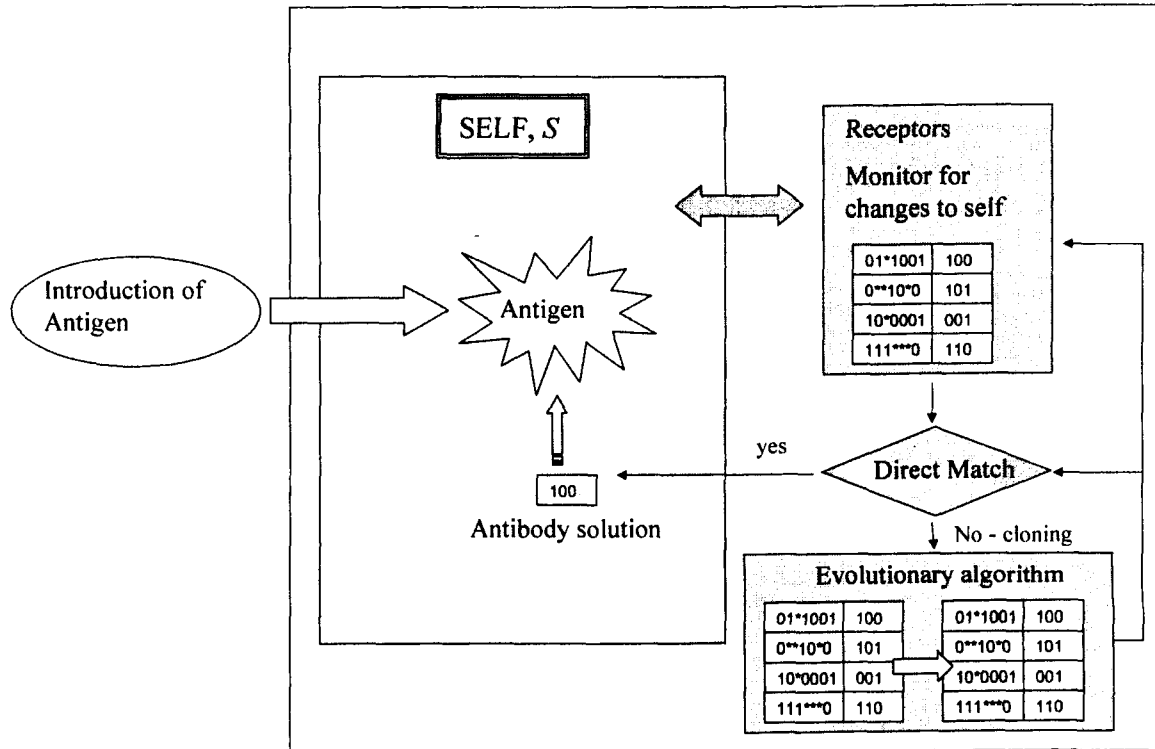 SELF, S
Receptors
Monitor for
changes to self
01*1001 100
0**10*0 101
10*0001 001
111***0 110
Introduction of
Antigen
Antigen
yes
Direct Match
100
Antibody solution
No - cloning
Evolutionary algorithm
01*1001 100 01*1001 100
0**10*0 101 0**10*0 101
10*0001 001 10*0001 001
111***0 110 111***0 110